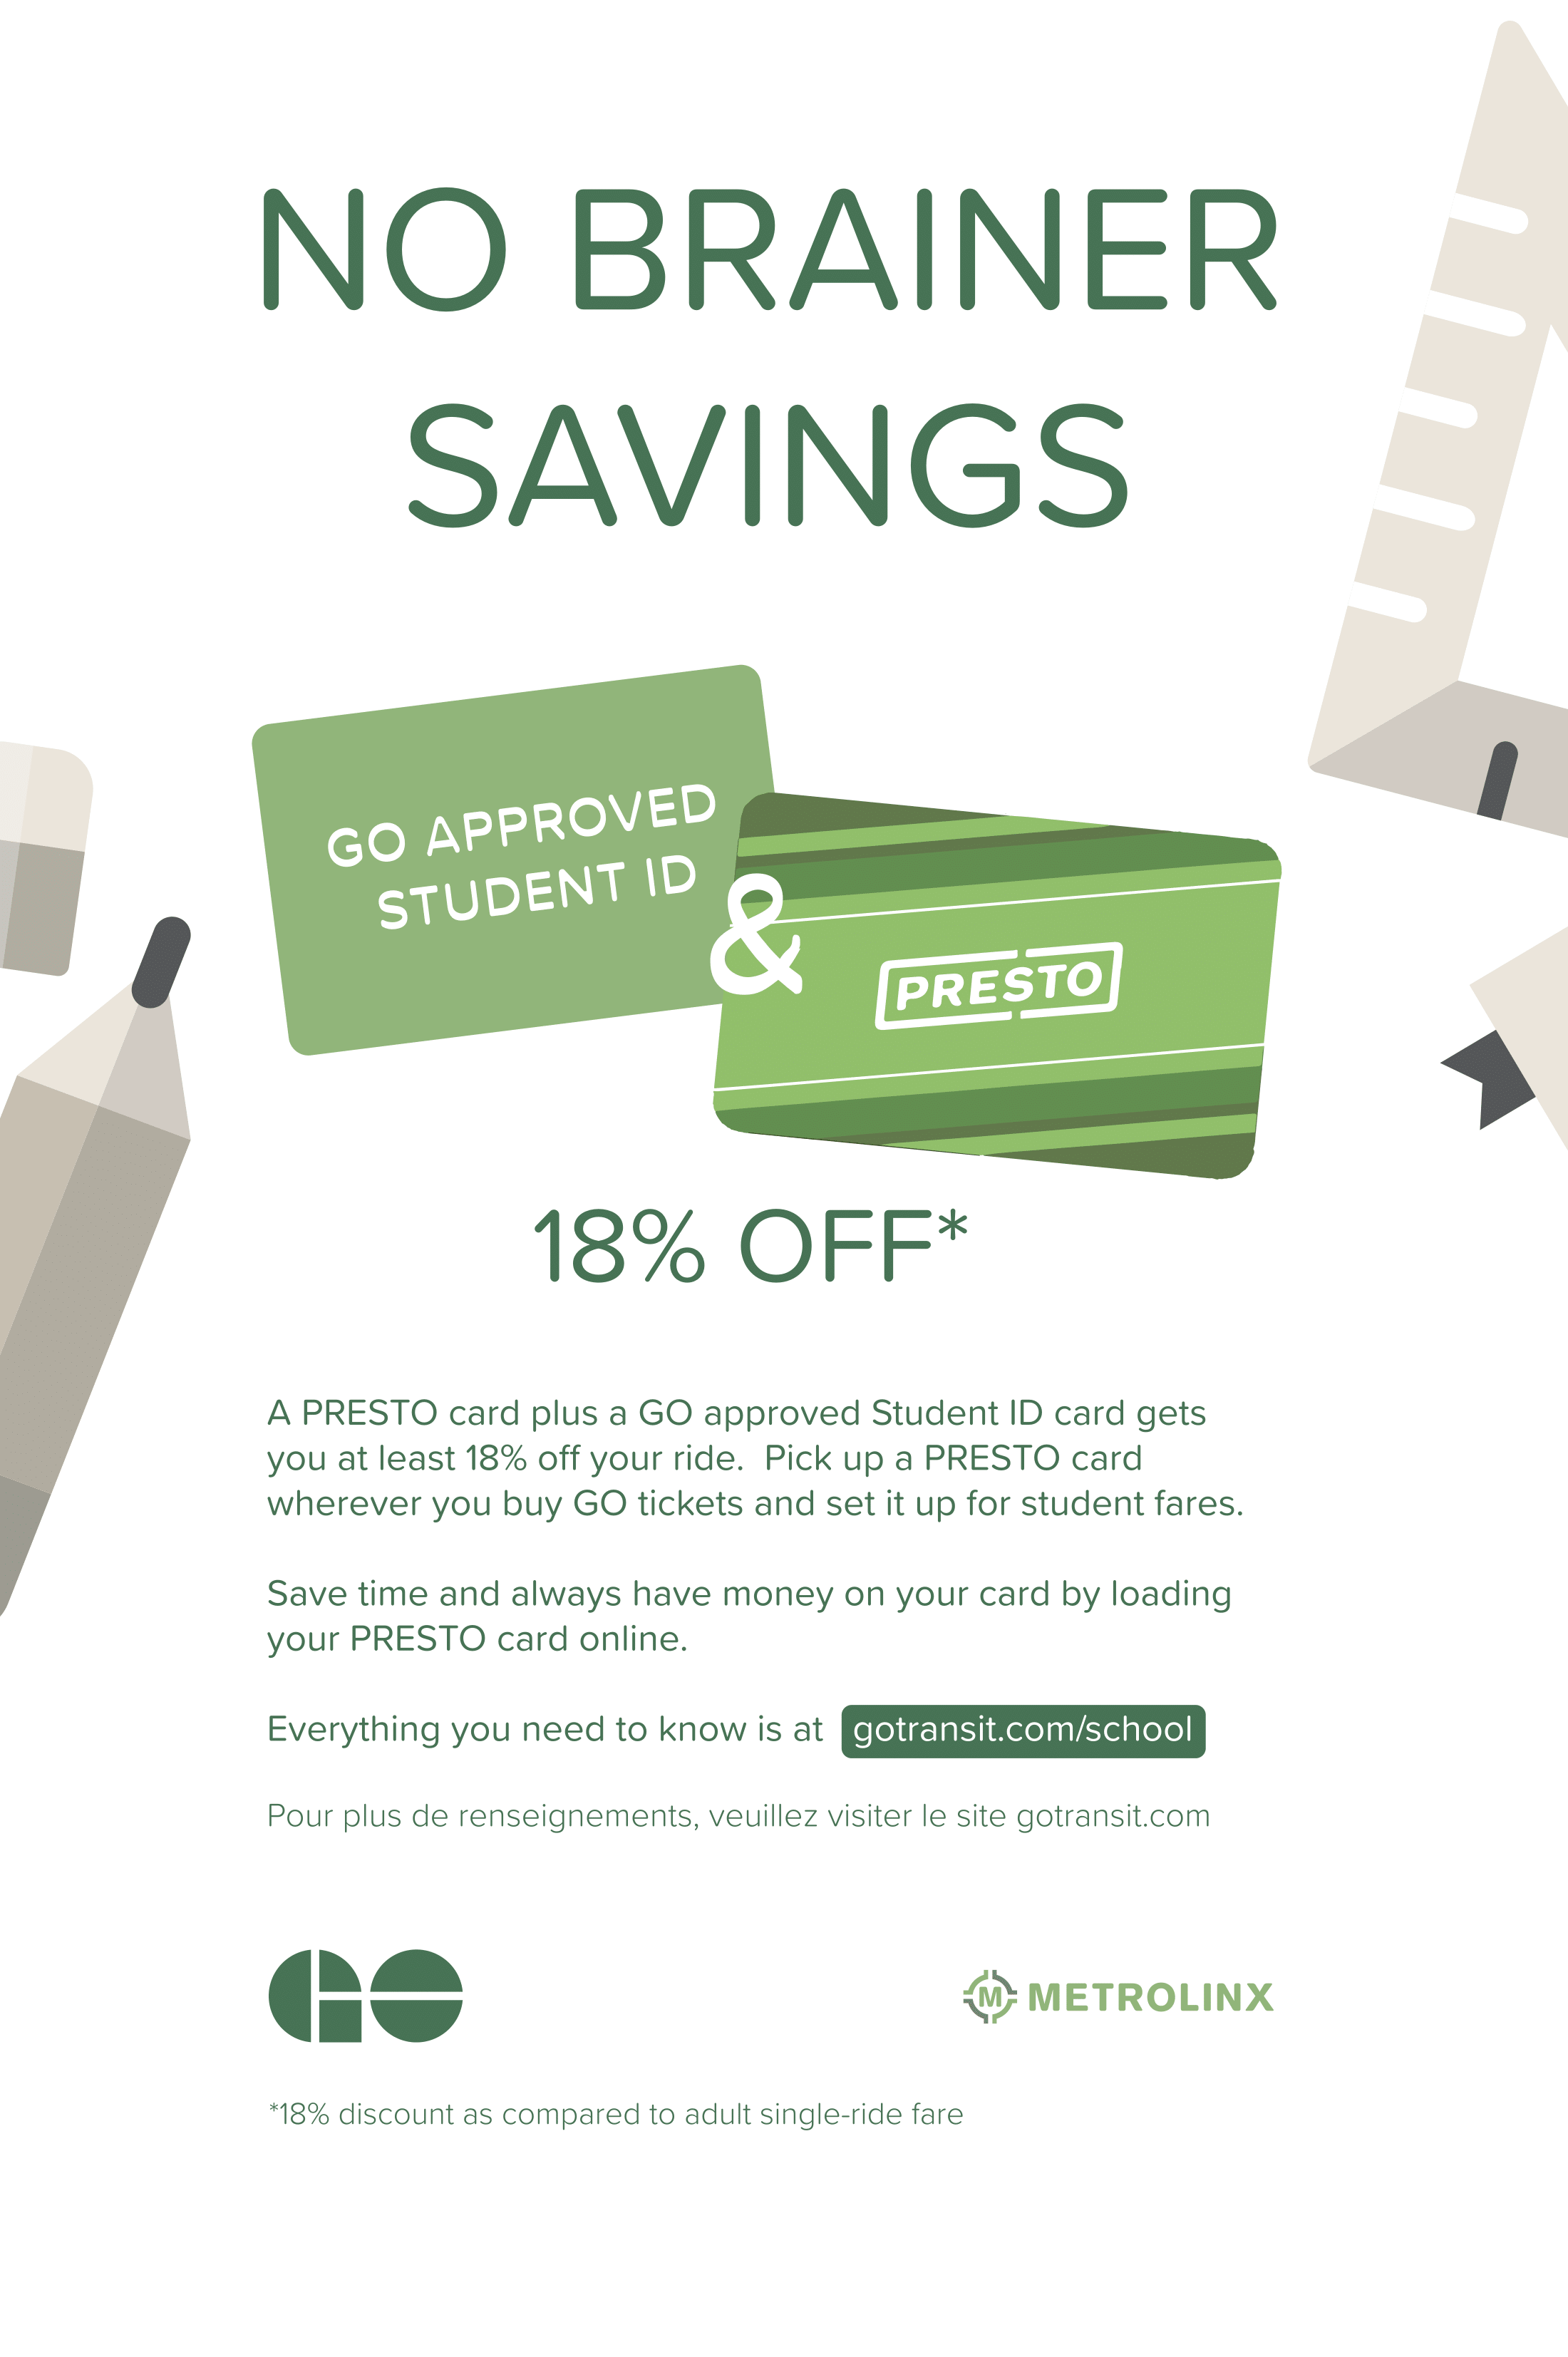 NO BRAINER
SAVINGS
GO APPROVED
STUDENT ID
&
PRESTO
18% OFF*
A PRESTO card plus a GO approved Student ID card gets
you at least 18% off your ride.  Pick up a PRESTO card
wherever you buy GO tickets and set it up for student fares.
Save time and always have money on your card by loading
your PRESTO card online.
Everything you need to know is at gotransit.com/school
Pour plus de renseignements, veuillez visiter le site gotransit.com
GO
M METROLINX
*18% discount as compared to adult single-ride fare